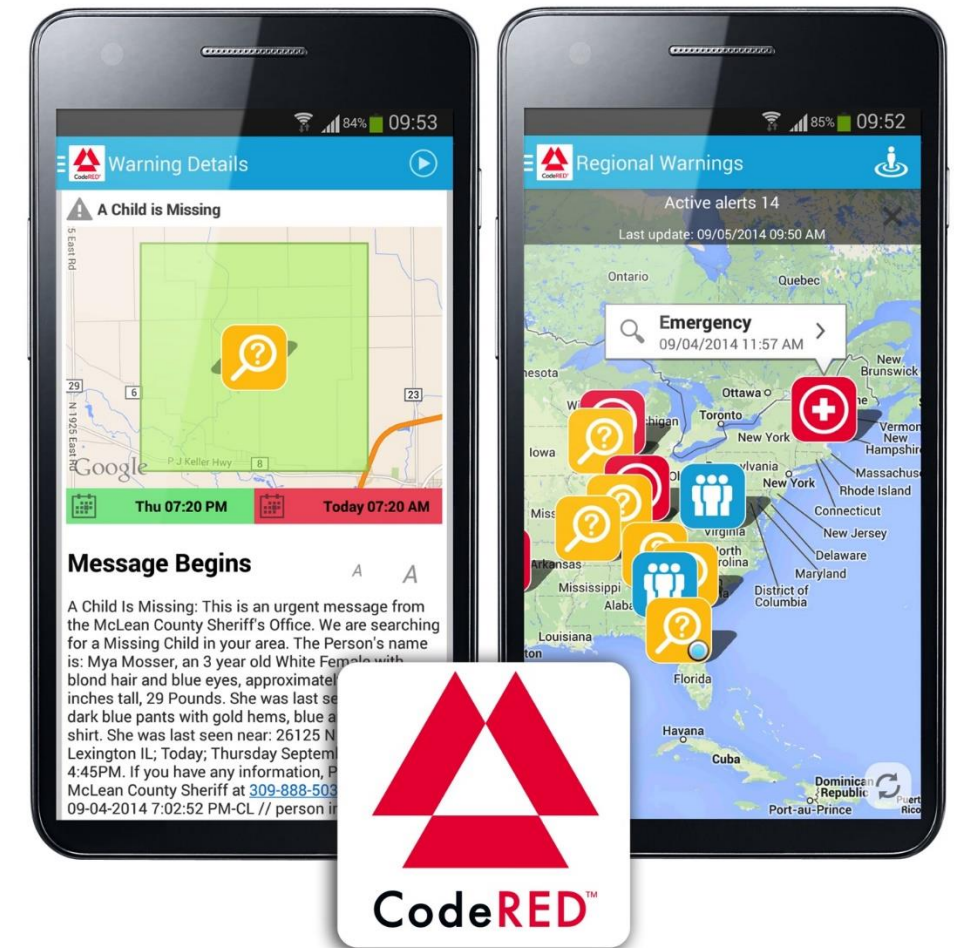 84% 09:53
CodeRED
Warning Details
A Child is Missing
5 East Rd
29
6
23
N 1925 East Rd
Google
P J Keller Hwy
8
Thu 07:20 PM
Today 07:20 AM
Message Begins
A A
A Child Is Missing: This is an urgent message from
the McLean County Sheriff's Office. We are searching
for a Missing Child in your area. The Person's name
is: Mya Mosser, an 3 year old White Female with
blond hair and blue eyes,
inches tall, 29 Pounds. She was last
dark blue pants with gold hems, blue
shirt. She was last seen near: 26125 N
Lexington IL; Today; Thursday
4:45PM. If you have any information,
McLean County Sheriff at 309-888-503
09-04-2014 7:02:52 PM-CL // person
85% 09:52
CodeRED
Regional Warnings
Active alerts 14
Last update: 09/05/2014 09:50 AM
Ontario
Quebec
Emergency
09/04/2014 11:57 AM
New
Brunswick
Ottawa
Toronto
New York
Vermont
New
Hampshire
Iowa
Massachus
New York
Rhode Island
Connecticut
Virginia
New Jersey
Delaware
Arkansas
Maryland
Mississippi
District of
Columbia
Louisiana
Florida
Havana
Cuba
Dominican
Republic
Port-au-Prince
Puert
Rico
CodeRED™